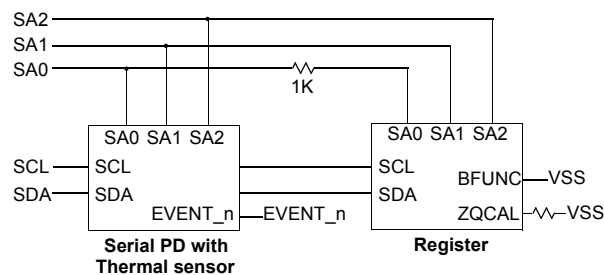 SA2
SA1
SA0
1K
SA0 SA1 SA2
SA0 SA1 SA2
SCL
SCL
SCL
SDA
SDA
SDA
BFUNC
VSS
EVENT_n
EVENT_n
ZQCAL
VSS
Serial PD with
Thermal sensor
Register